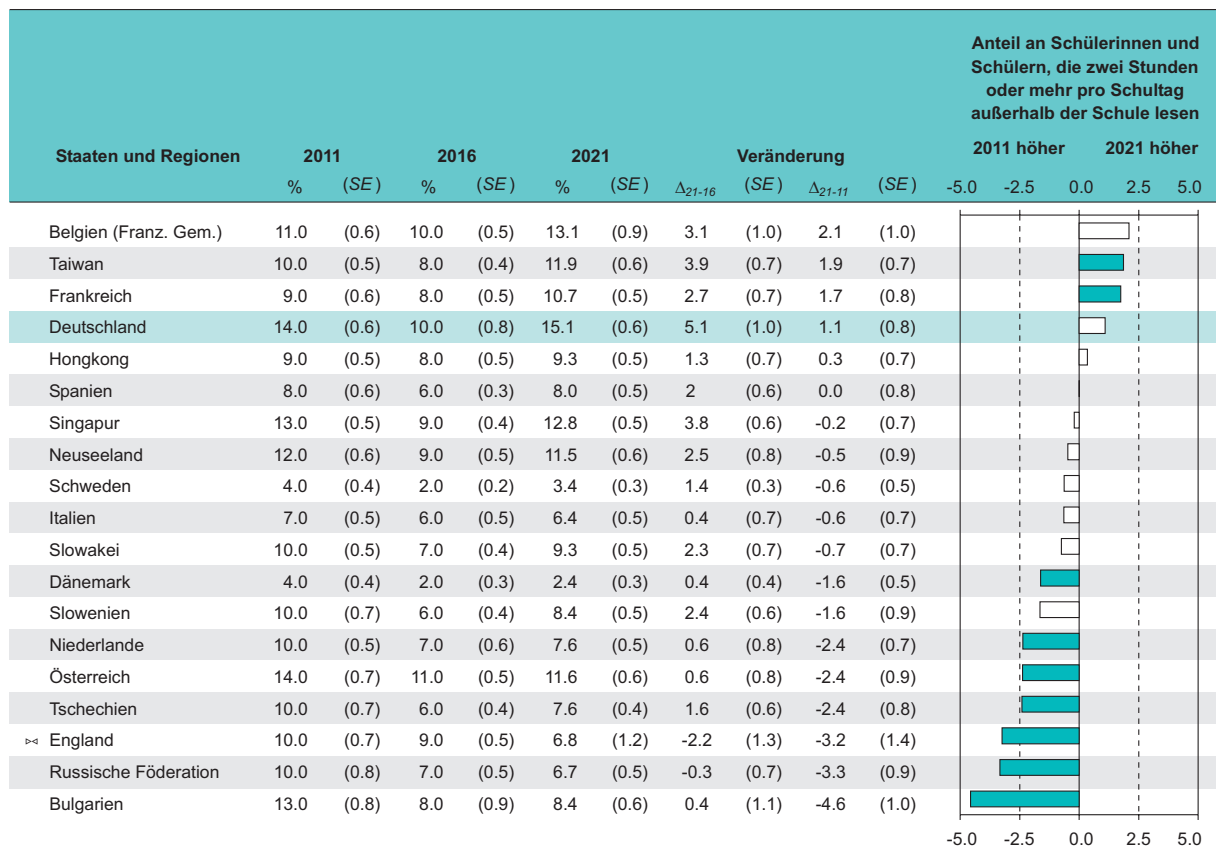 Anteil an Schülerinnen und
Schülern, die zwei Stunden
oder mehr pro Schultag
außerhalb der Schule lesen
Staaten und Regionen 2011 2016 2021 Veränderung 2011 höher 2021 höher
% (SE) % (SE) % (SE) Δ21-16 (SE) Δ21-11 (SE) -5.0 -2.5 0.0 2.5 5.0
Belgien (Franz. Gem.) 11.0 (0.6) 10.0 (0.5) 13.1 (0.9) 3.1 (1.0) 2.1 (1.0)
Taiwan 10.0 (0.5) 8.0 (0.4) 11.9 (0.6) 3.9 (0.7) 1.9 (0.7)
Frankreich 9.0 (0.6) 8.0 (0.5) 10.7 (0.5) 2.7 (0.7) 1.7 (0.8)
Deutschland 14.0 (0.6) 10.0 (0.8) 15.1 (0.6) 5.1 (1.0) 1.1 (0.8)
Hongkong 9.0 (0.5) 8.0 (0.5) 9.3 (0.5) 1.3 (0.7) 0.3 (0.7)
Spanien 8.0 (0.6) 6.0 (0.3) 8.0 (0.5) 2 (0.6) 0.0 (0.8)
Singapur 13.0 (0.5) 9.0 (0.4) 12.8 (0.5) 3.8 (0.6) -0.2 (0.7)
Neuseeland 12.0 (0.6) 9.0 (0.5) 11.5 (0.6) 2.5 (0.8) -0.5 (0.9)
Schweden 4.0 (0.4) 2.0 (0.2) 3.4 (0.3) 1.4 (0.3) -0.6 (0.5)
Italien 7.0 (0.5) 6.0 (0.5) 6.4 (0.5) 0.4 (0.7) -0.6 (0.7)
Slowakei 10.0 (0.5) 7.0 (0.4) 9.3 (0.5) 2.3 (0.7) -0.7 (0.7)
Dänemark 4.0 (0.4) 2.0 (0.3) 2.4 (0.3) 0.4 (0.4) -1.6 (0.5)
Slowenien 10.0 (0.7) 6.0 (0.4) 8.4 (0.5) 2.4 (0.6) -1.6 (0.9)
Niederlande 10.0 (0.5) 7.0 (0.6) 7.6 (0.5) 0.6 (0.8) -2.4 (0.7)
Österreich 14.0 (0.7) 11.0 (0.5) 11.6 (0.6) 0.6 (0.8) -2.4 (0.9)
Tschechien 10.0 (0.7) 6.0 (0.4) 7.6 (0.4) 1.6 (0.6) -2.4 (0.8)
⋈ England 10.0 (0.7) 9.0 (0.5) 6.8 (1.2) -2.2 (1.3) -3.2 (1.4)
Russische Föderation 10.0 (0.8) 7.0 (0.5) 6.7 (0.5) -0.3 (0.7) -3.3 (0.9)
Bulgarien 13.0 (0.8) 8.0 (0.9) 8.4 (0.6) 0.4 (1.1) -4.6 (1.0)
-5.0 -2.5 0.0 2.5 5.0